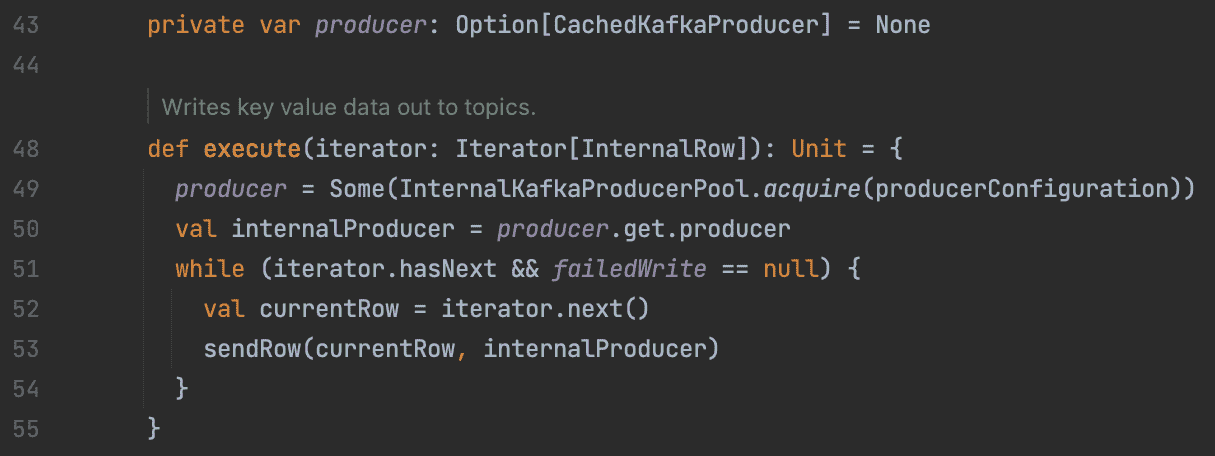 43 private var producer: Option[CachedKafkaProducer] = None
44
Writes key value data out to topics.
48 def execute(iterator: Iterator[InternalRow]): Unit = {
49 producer = Some(InternalKafkaProducerPool.acquire(producerConfiguration))
50 val internalProducer = producer.get.producer
51 while (iterator.hasNext && failedWrite == null) {
52 val currentRow = iterator.next()
53 sendRow(currentRow, internalProducer)
54 }
55 }